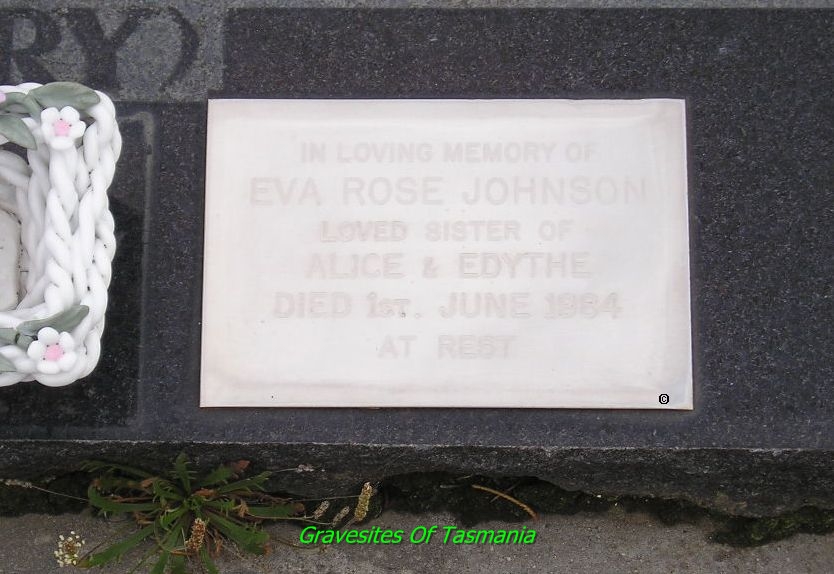 RY)
IN LOVING MEMORY OF
EVA ROSE JOHNSON
LOVED SISTER OF
ALICE & EDYTHE
DIED 1ST. JUNE 1984
AT REST
©
Gravesites Of Tasmania